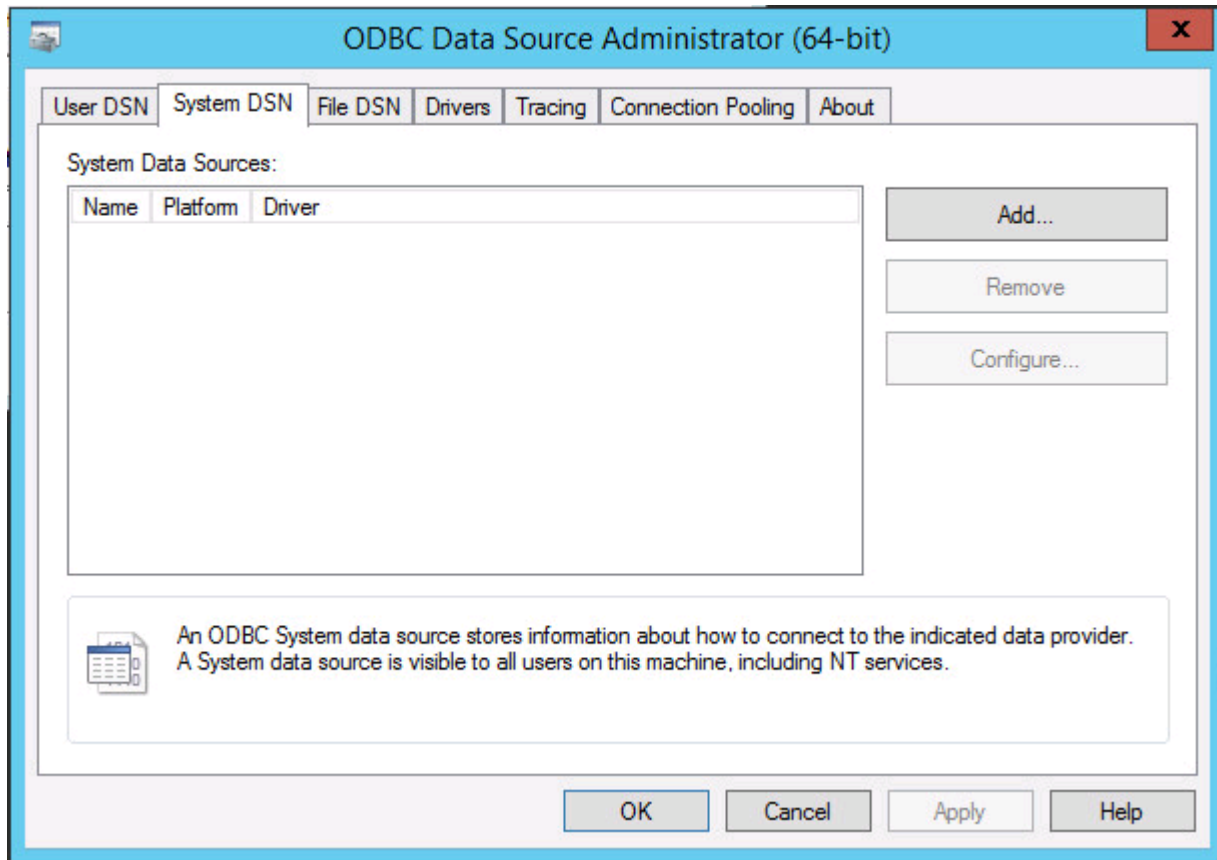 ODBC Data Source Administrator (64-bit)
x
User DSN System DSN File DSN Drivers Tracing Connection Pooling About
System Data Sources:
Name Platform Driver
Add...
Remove
Configure...
An ODBC System data source stores information about how to connect to the indicated data provider.
A System data source is visible to all users on this machine, including NT services.
OK Cancel Apply Help